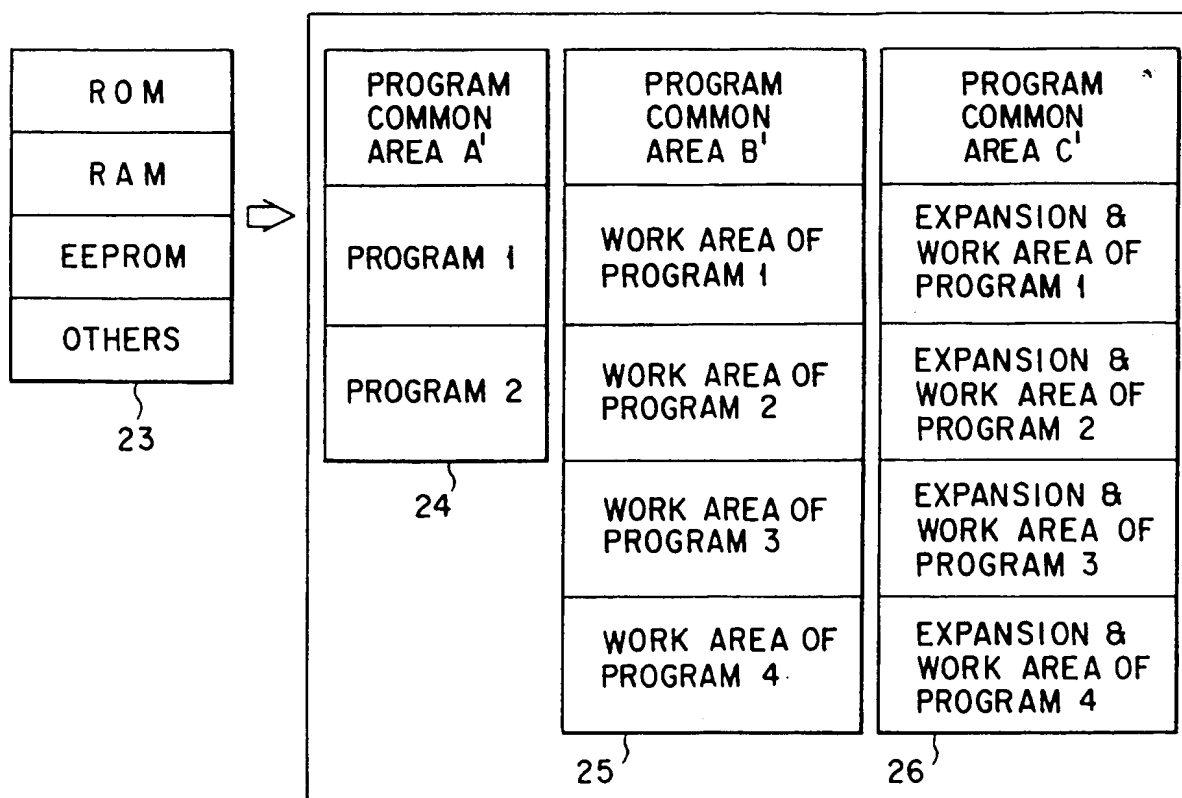 ROM
RAM
EEPROM
OTHERS
23
PROGRAM
COMMON
AREA A'
PROGRAM 1
PROGRAM 2
24
PROGRAM
COMMON
AREA B'
WORK AREA OF
PROGRAM 1
WORK AREA OF
PROGRAM 2
WORK AREA OF
PROGRAM 3
WORK AREA OF
PROGRAM 4
25
PROGRAM
COMMON
AREA C'
EXPANSION &
WORK AREA OF
PROGRAM 1
EXPANSION &
WORK AREA OF
PROGRAM 2
EXPANSION &
WORK AREA OF
PROGRAM 3
EXPANSION &
WORK AREA OF
PROGRAM 4
26